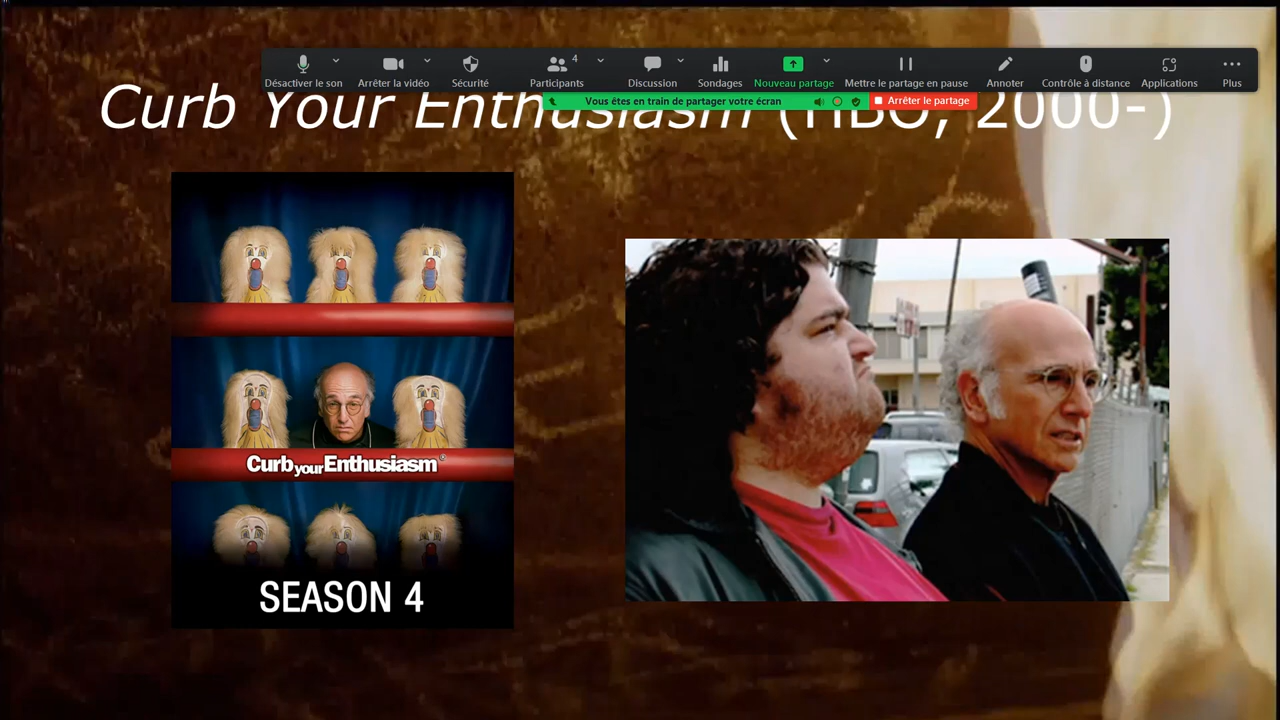 4
Désactiver le son Arrêter la vidéo Sécurité Participants Discussion Sondages Nouveau partage Mettre le partage en pause Annoter Contrôle à distance Applications Plus
Vous êtes en train de partager votre écran Arrêter le partage
Curb Your Enthusiasm (HBO, 2000-)
Curb your Enthusiasm®
SEASON 4